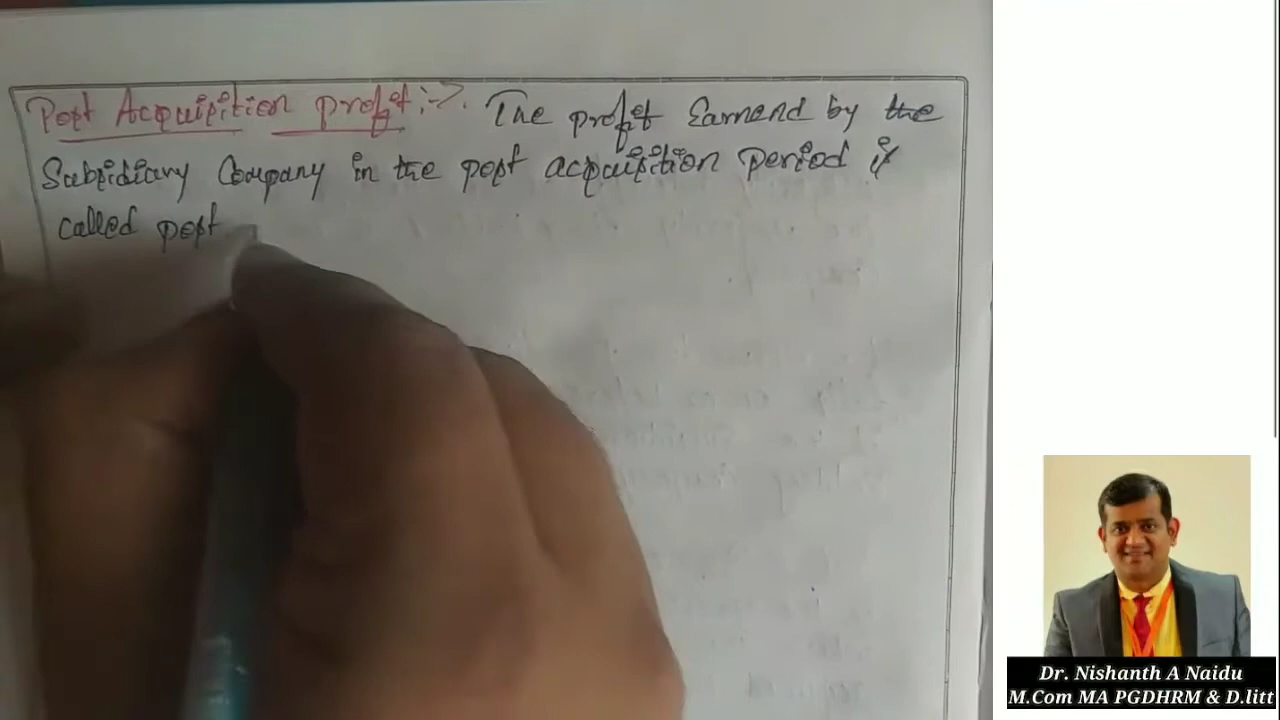 Post Acquisition profit :-> The profit Earnend by the
Subsidiary Company in the post acquisition period is
called post
Dr. Nishanth A Naidu
M.Com MA PGDHRM & D.litt